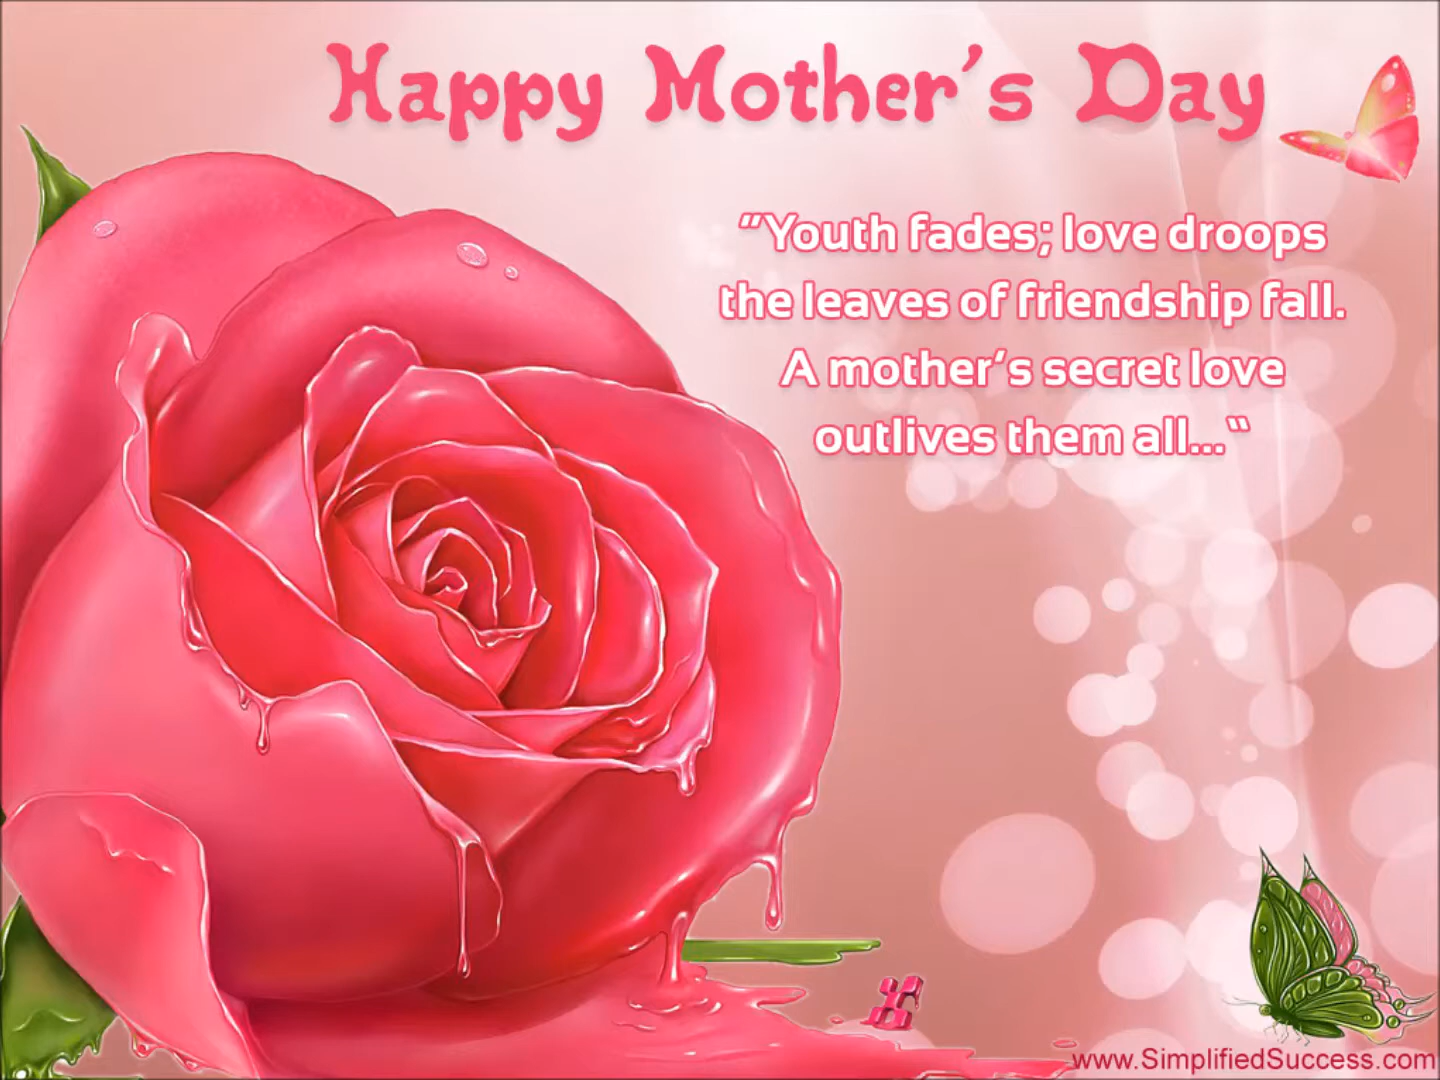 Happy Mother's Day
“Youth fades; love droops
the leaves of friendship fall.
A mother's secret love
outlives them all...“
www.SimplifiedSuccess.com